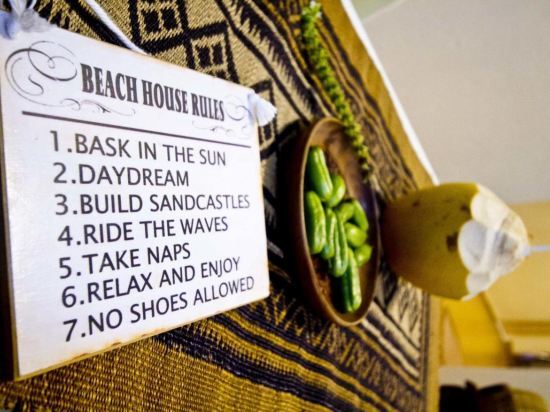 BEACH HOUSE RULES
1.BASK IN THE SUN
2.DAYDREAM
3.BUILD SANDCASTLES
4.RIDE THE WAVES
5.TAKE NAPS
6.RELAX AND ENJOY
7.NO SHOES ALLOWED